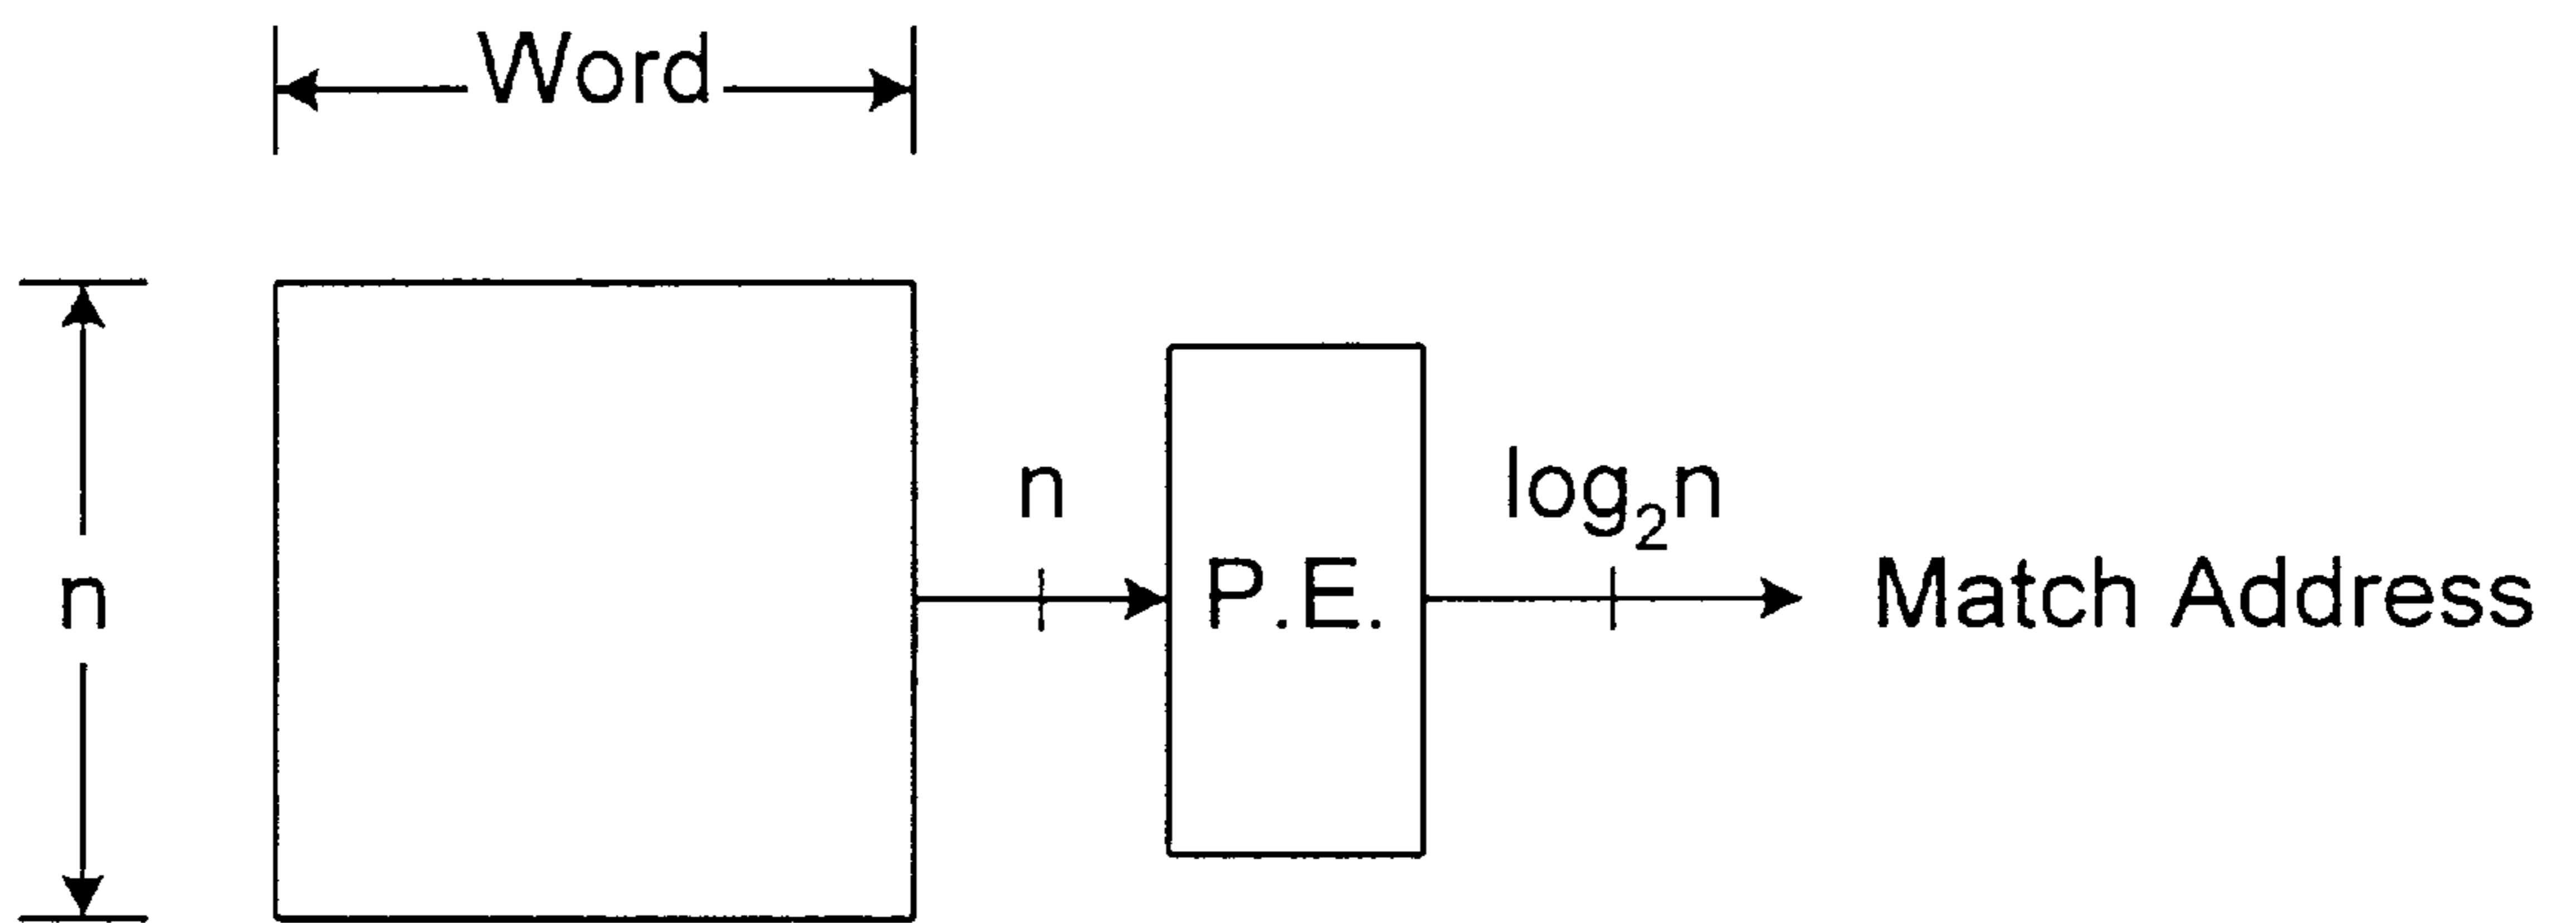 Word
n
n
P.E.
log₂n
Match Address